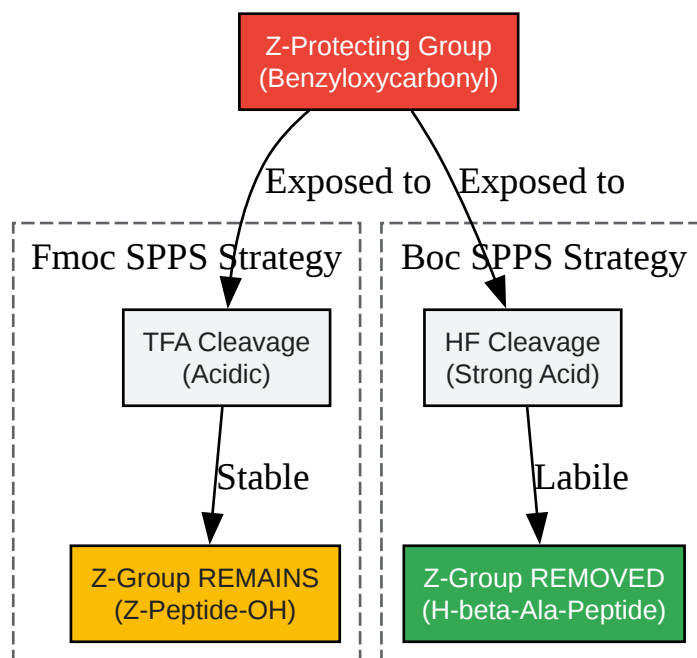 Z-Protecting Group
(Benzyloxycarbonyl)
Exposed to
Exposed to
Fmoc SPPS Strategy
Boc SPPS Strategy
TFA Cleavage
(Acidic)
HF Cleavage
(Strong Acid)
Stable
Labile
Z-Group REMAINS
(Z-Peptide-OH)
Z-Group REMOVED
(H-beta-Ala-Peptide)